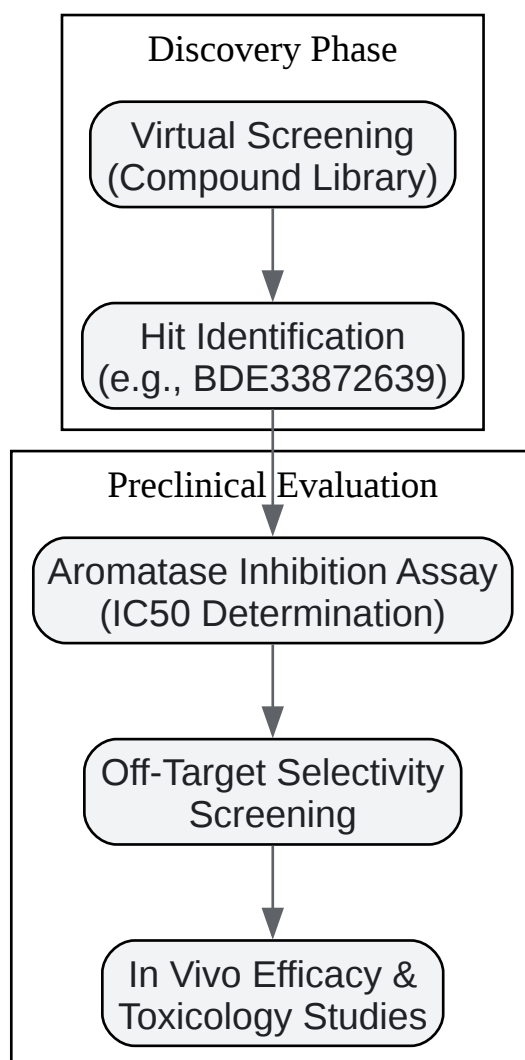 Discovery Phase
Virtual Screening
(Compound Library)
Hit Identification
(e.g., BDE33872639)
Preclinical Evaluation
Aromatase Inhibition Assay
(IC50 Determination)
Off-Target Selectivity
Screening
In Vivo Efficacy &
Toxicology Studies